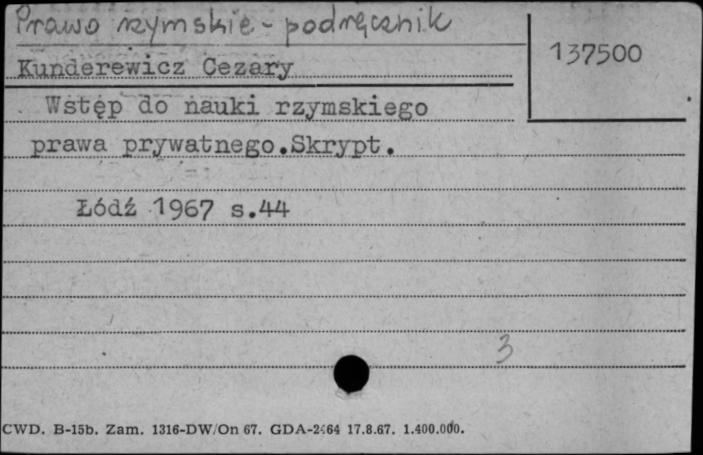 Prawo rzymskie - podręcznik
137500
Kunderewicz Cezary
Wstęp do nauki rzymskiego
prawa prywatnego.Skrypt.
Łódź 1967 s.44
3
CWD. B-15b. Zam. 1316-DW/On 67. GDA-2464 17.8.67. 1.400.000.